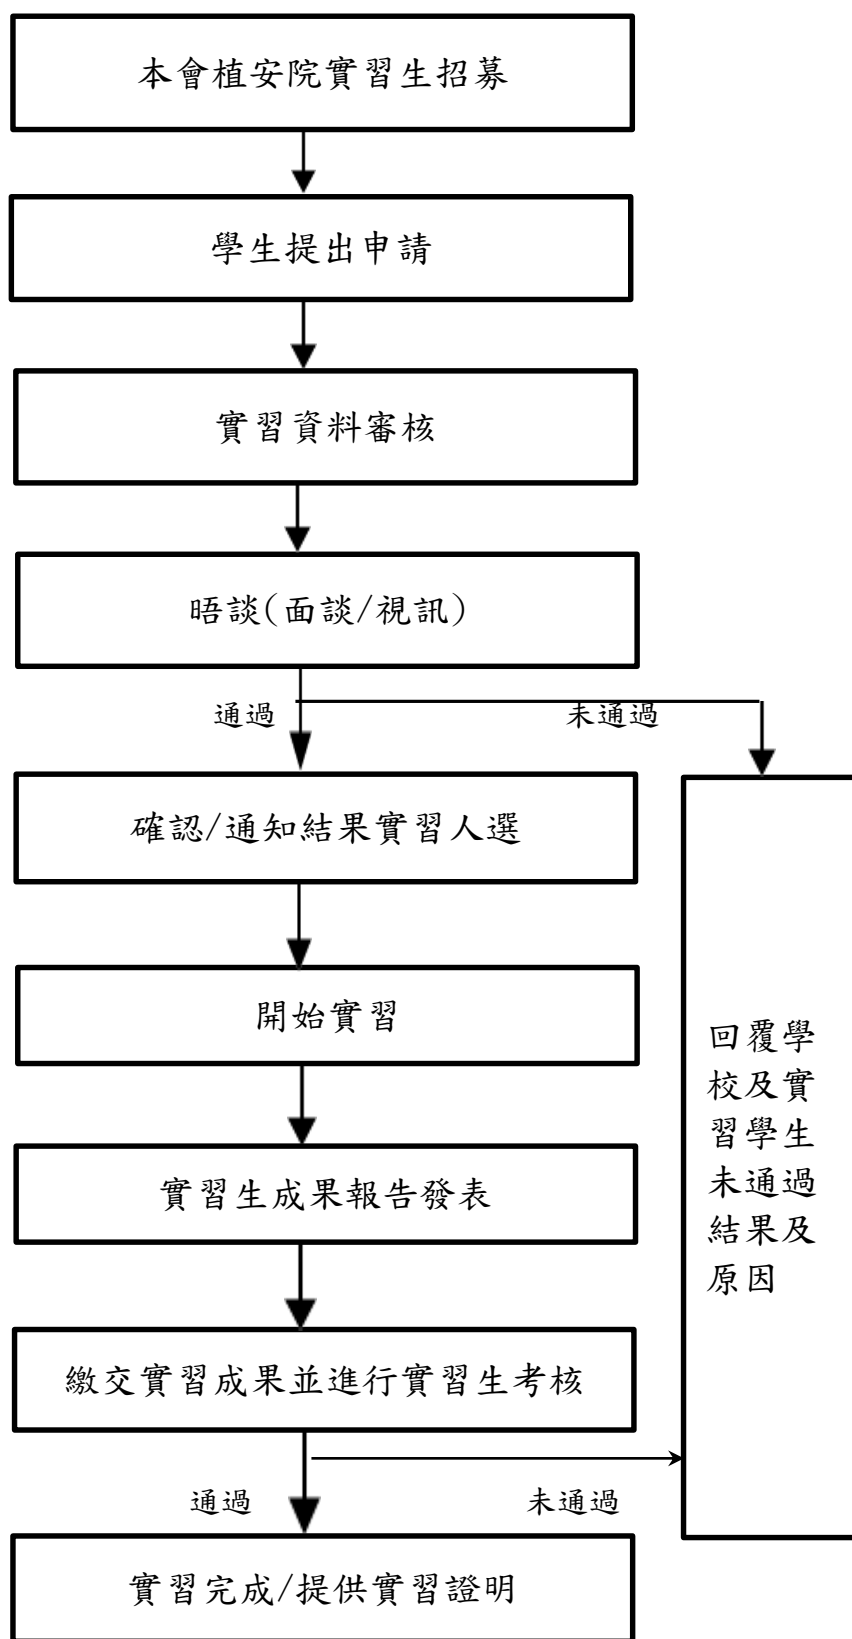 本會植安院實習生招募
學生提出申請
實習資料審核
晤談(面談/視訊)
通過
未通過
確認/通知結果實習人選
開始實習
實習生成果報告發表
繳交實習成果並進行實習生考核
回覆學
校及實
習學生
未通過
結果及
原因
通過
未通過
實習完成/提供實習證明